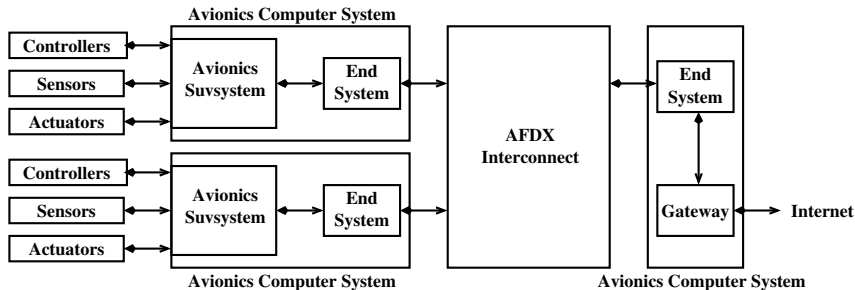 Avionics Computer System
Controllers
Sensors
Actuators
Avionics
Suvsystem
End
System
Controllers
Sensors
Actuators
Avionics
Suvsystem
End
System
Avionics Computer System
AFDX
Interconnect
End
System
Gateway
Internet
Avionics Computer System